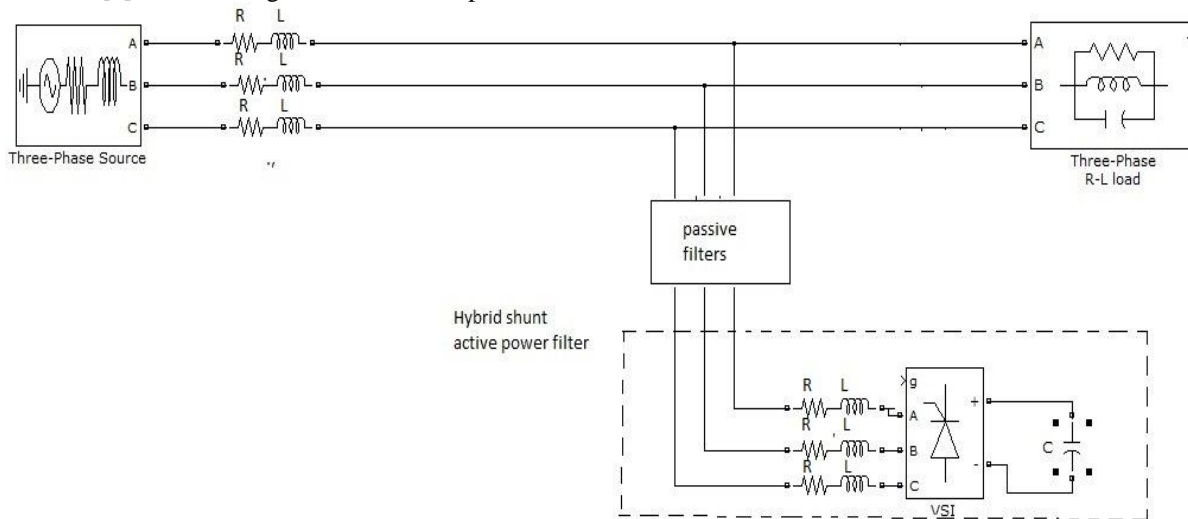 R L
A A
R L
B B
R L
C C
Three-Phase Source
Three-Phase
R-L load
passive
filters
Hybrid shunt
active power filter
R L
g
A
+
R L
B
C
-
R L
C
VSI